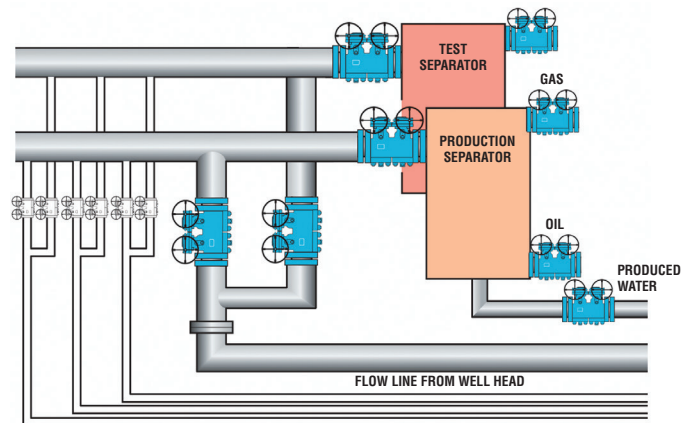 TEST
SEPARATOR
GAS
PRODUCTION
SEPARATOR
OIL
PRODUCED
WATER
FLOW LINE FROM WELL HEAD